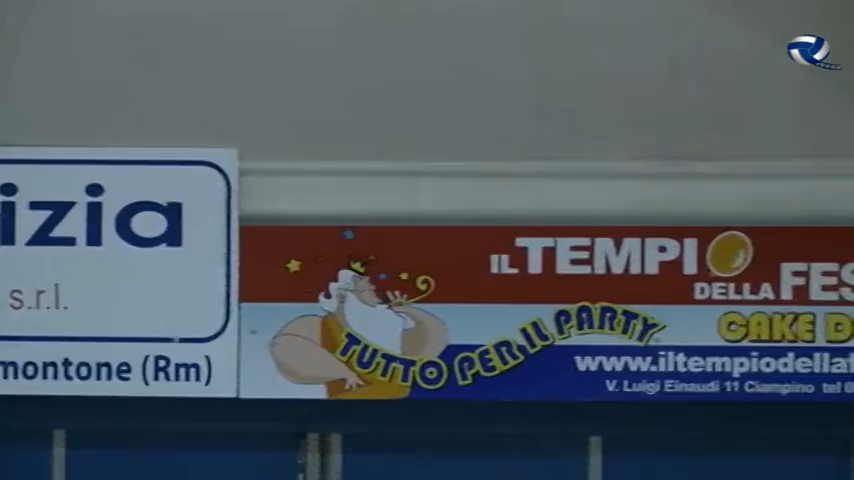 izia
s.r.l.
montone (Rm)
IL TEMPIO
DELLA FES
TUTTO PER IL PARTY
CAKE D
www.iltempiodellaf
V. Luigi Einaudi 11 Ciampino tel 0